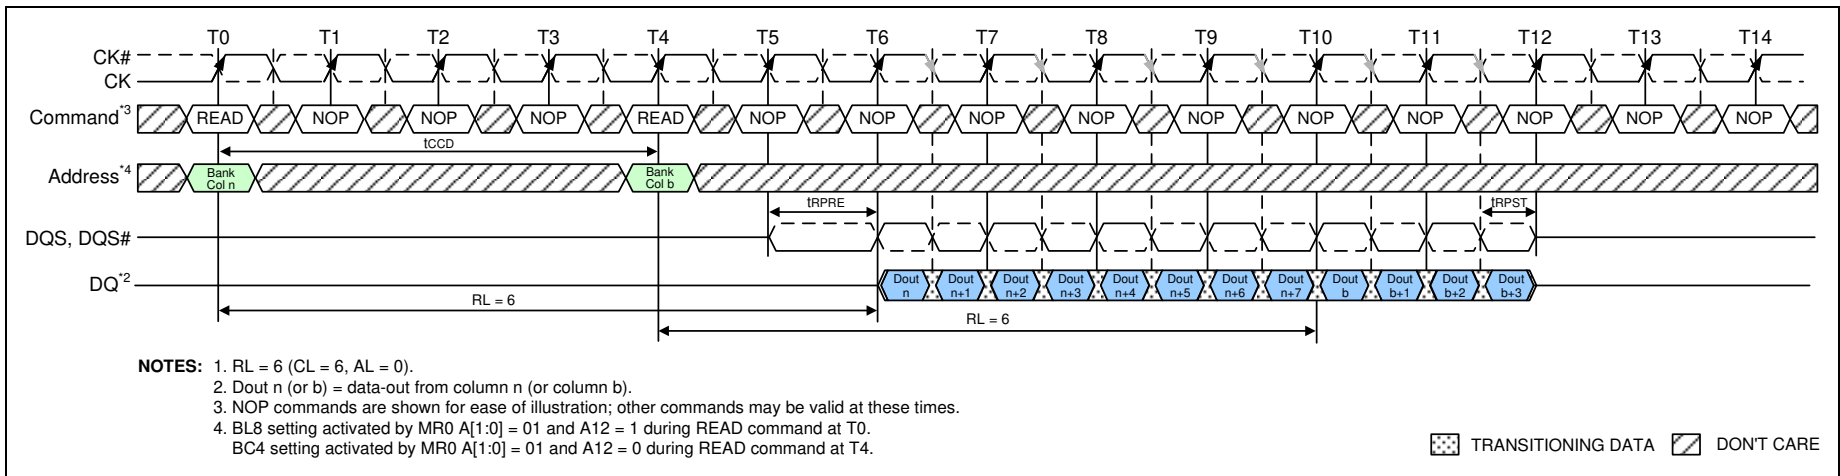 T0 T1 T2 T3 T4 T5 T6 T7 T8 T9 T10 T11 T12 T13 T14
CK#
CK
Command*3 READ NOP NOP NOP READ NOP NOP NOP NOP NOP NOP NOP NOP NOP NOP
tCCD
Address*4 Bank Col n Bank Col b
tRPRE tRPST
DQS, DQS#
DQ*2 Dout n Dout n+1 Dout n+2 Dout n+3 Dout n+4 Dout n+5 Dout n+6 Dout n+7 Dout b Dout b+1 Dout b+2 Dout b+3
RL = 6
RL = 6
NOTES: 1. RL = 6 (CL = 6, AL = 0).
2. Dout n (or b) = data-out from column n (or column b).
3. NOP commands are shown for ease of illustration; other commands may be valid at these times.
4. BL8 setting activated by MR0 A[1:0] = 01 and A12 = 1 during READ command at T0.
BC4 setting activated by MR0 A[1:0] = 01 and A12 = 0 during READ command at T4.
TRANSITIONING DATA DON'T CARE